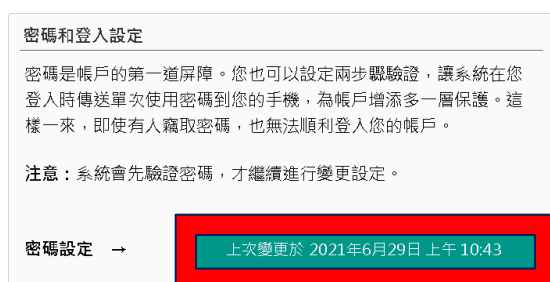 密碼和登入設定
密碼是帳戶的第一道屏障。您也可以設定兩步驟驗證，讓系統在您
登入時傳送單次使用密碼到您的手機，為帳戶增添多一層保護。這
樣一來，即使有人竊取密碼，也無法順利登入您的帳戶。
注意：系統會先驗證密碼，才繼續進行變更設定。
密碼設定 → 上次變更於 2021年6月29日 上午 10:43